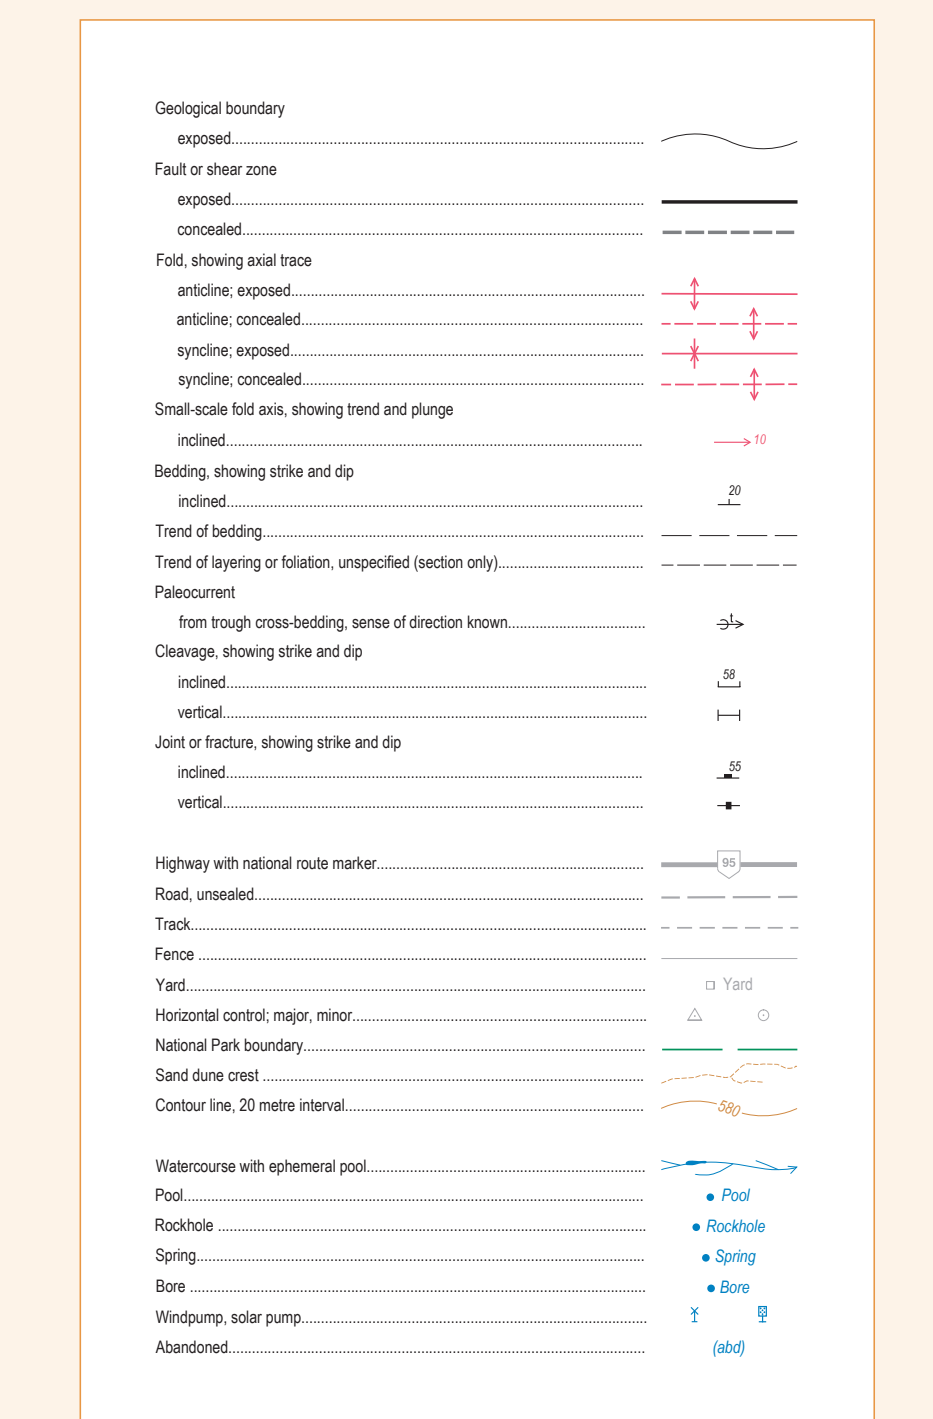 Geological boundary
exposed
Fault or shear zone
exposed
concealed
Fold, showing axial trace
anticline; exposed
anticline; concealed
syncline; exposed
syncline; concealed
Small-scale fold axis, showing trend and plunge
inclined 10
Bedding, showing strike and dip
inclined 20
Trend of bedding
Trend of layering or foliation, unspecified (section only)
Paleocurrent
from trough cross-bedding, sense of direction known t
Cleavage, showing strike and dip
inclined 58
vertical
Joint or fracture, showing strike and dip
inclined 55
vertical
Highway with national route marker 95
Road, unsealed
Track
Fence
Yard Yard
Horizontal control; major, minor
National Park boundary
Sand dune crest
Contour line, 20 metre interval 580
Watercourse with ephemeral pool
Pool Pool
Rockhole Rockhole
Spring Spring
Bore Bore
Windpump, solar pump
Abandoned (abd)